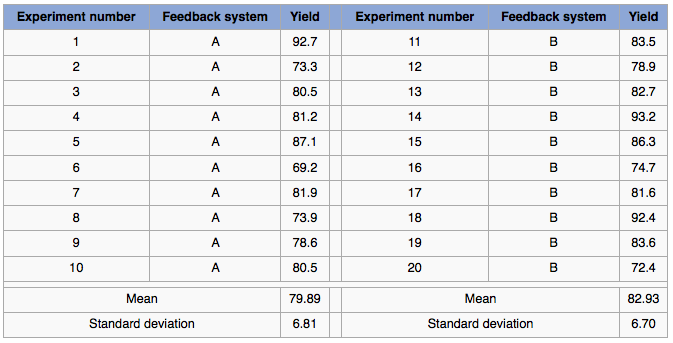 Experiment number Feedback system Yield Experiment number Feedback system Yield
1 A 92.7 11 B 83.5
2 A 73.3 12 B 78.9
3 A 80.5 13 B 82.7
4 A 81.2 14 B 93.2
5 A 87.1 15 B 86.3
6 A 69.2 16 B 74.7
7 A 81.9 17 B 81.6
8 A 73.9 18 B 92.4
9 A 78.6 19 B 83.6
10 A 80.5 20 B 72.4
Mean 79.89 Mean 82.93
Standard deviation 6.81 Standard deviation 6.70